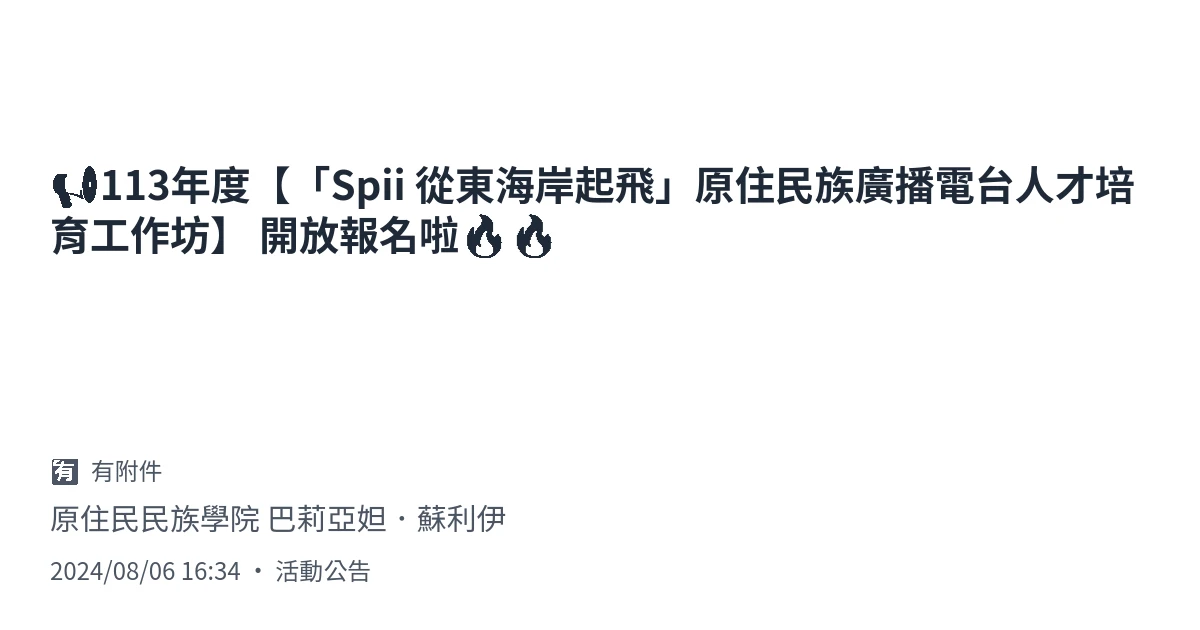 📢113年度【「Spii 從東海岸起飛」原住民族廣播電台人才培
育工作坊】 開放報名啦🔥🔥
🈶 有附件
原住民民族學院 巴莉亞妲．蘇利伊
2024/08/06 16:34 ・ 活動公告